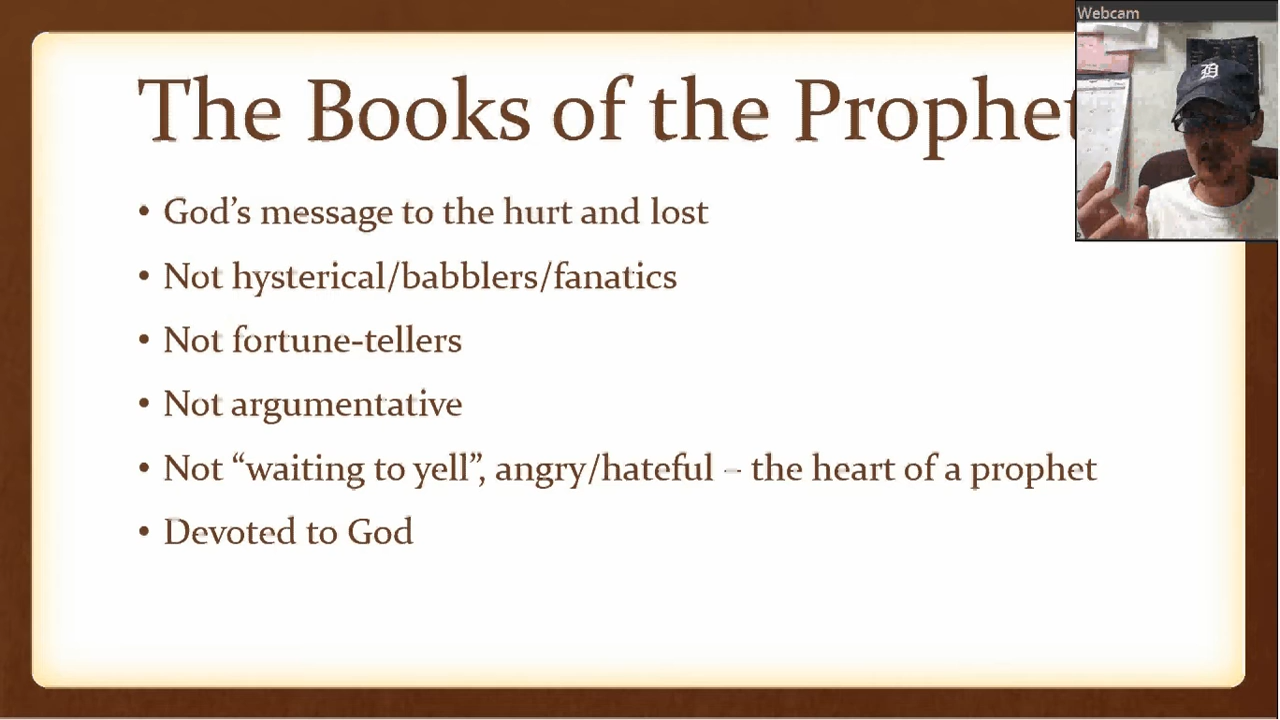 Webcam
The Books of the Prophet
• God's message to the hurt and lost
• Not hysterical/babblers/fanatics
• Not fortune-tellers
• Not argumentative
• Not “waiting to yell”, angry/hateful – the heart of a prophet
• Devoted to God